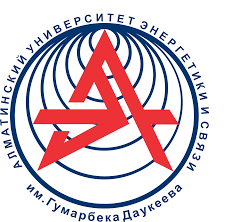 АЛМАТИНСКИЙ УНИВЕРСИТЕТ ЭНЕРГЕТИКИ И СВЯЗИ
им. Гумарбека Даукеева